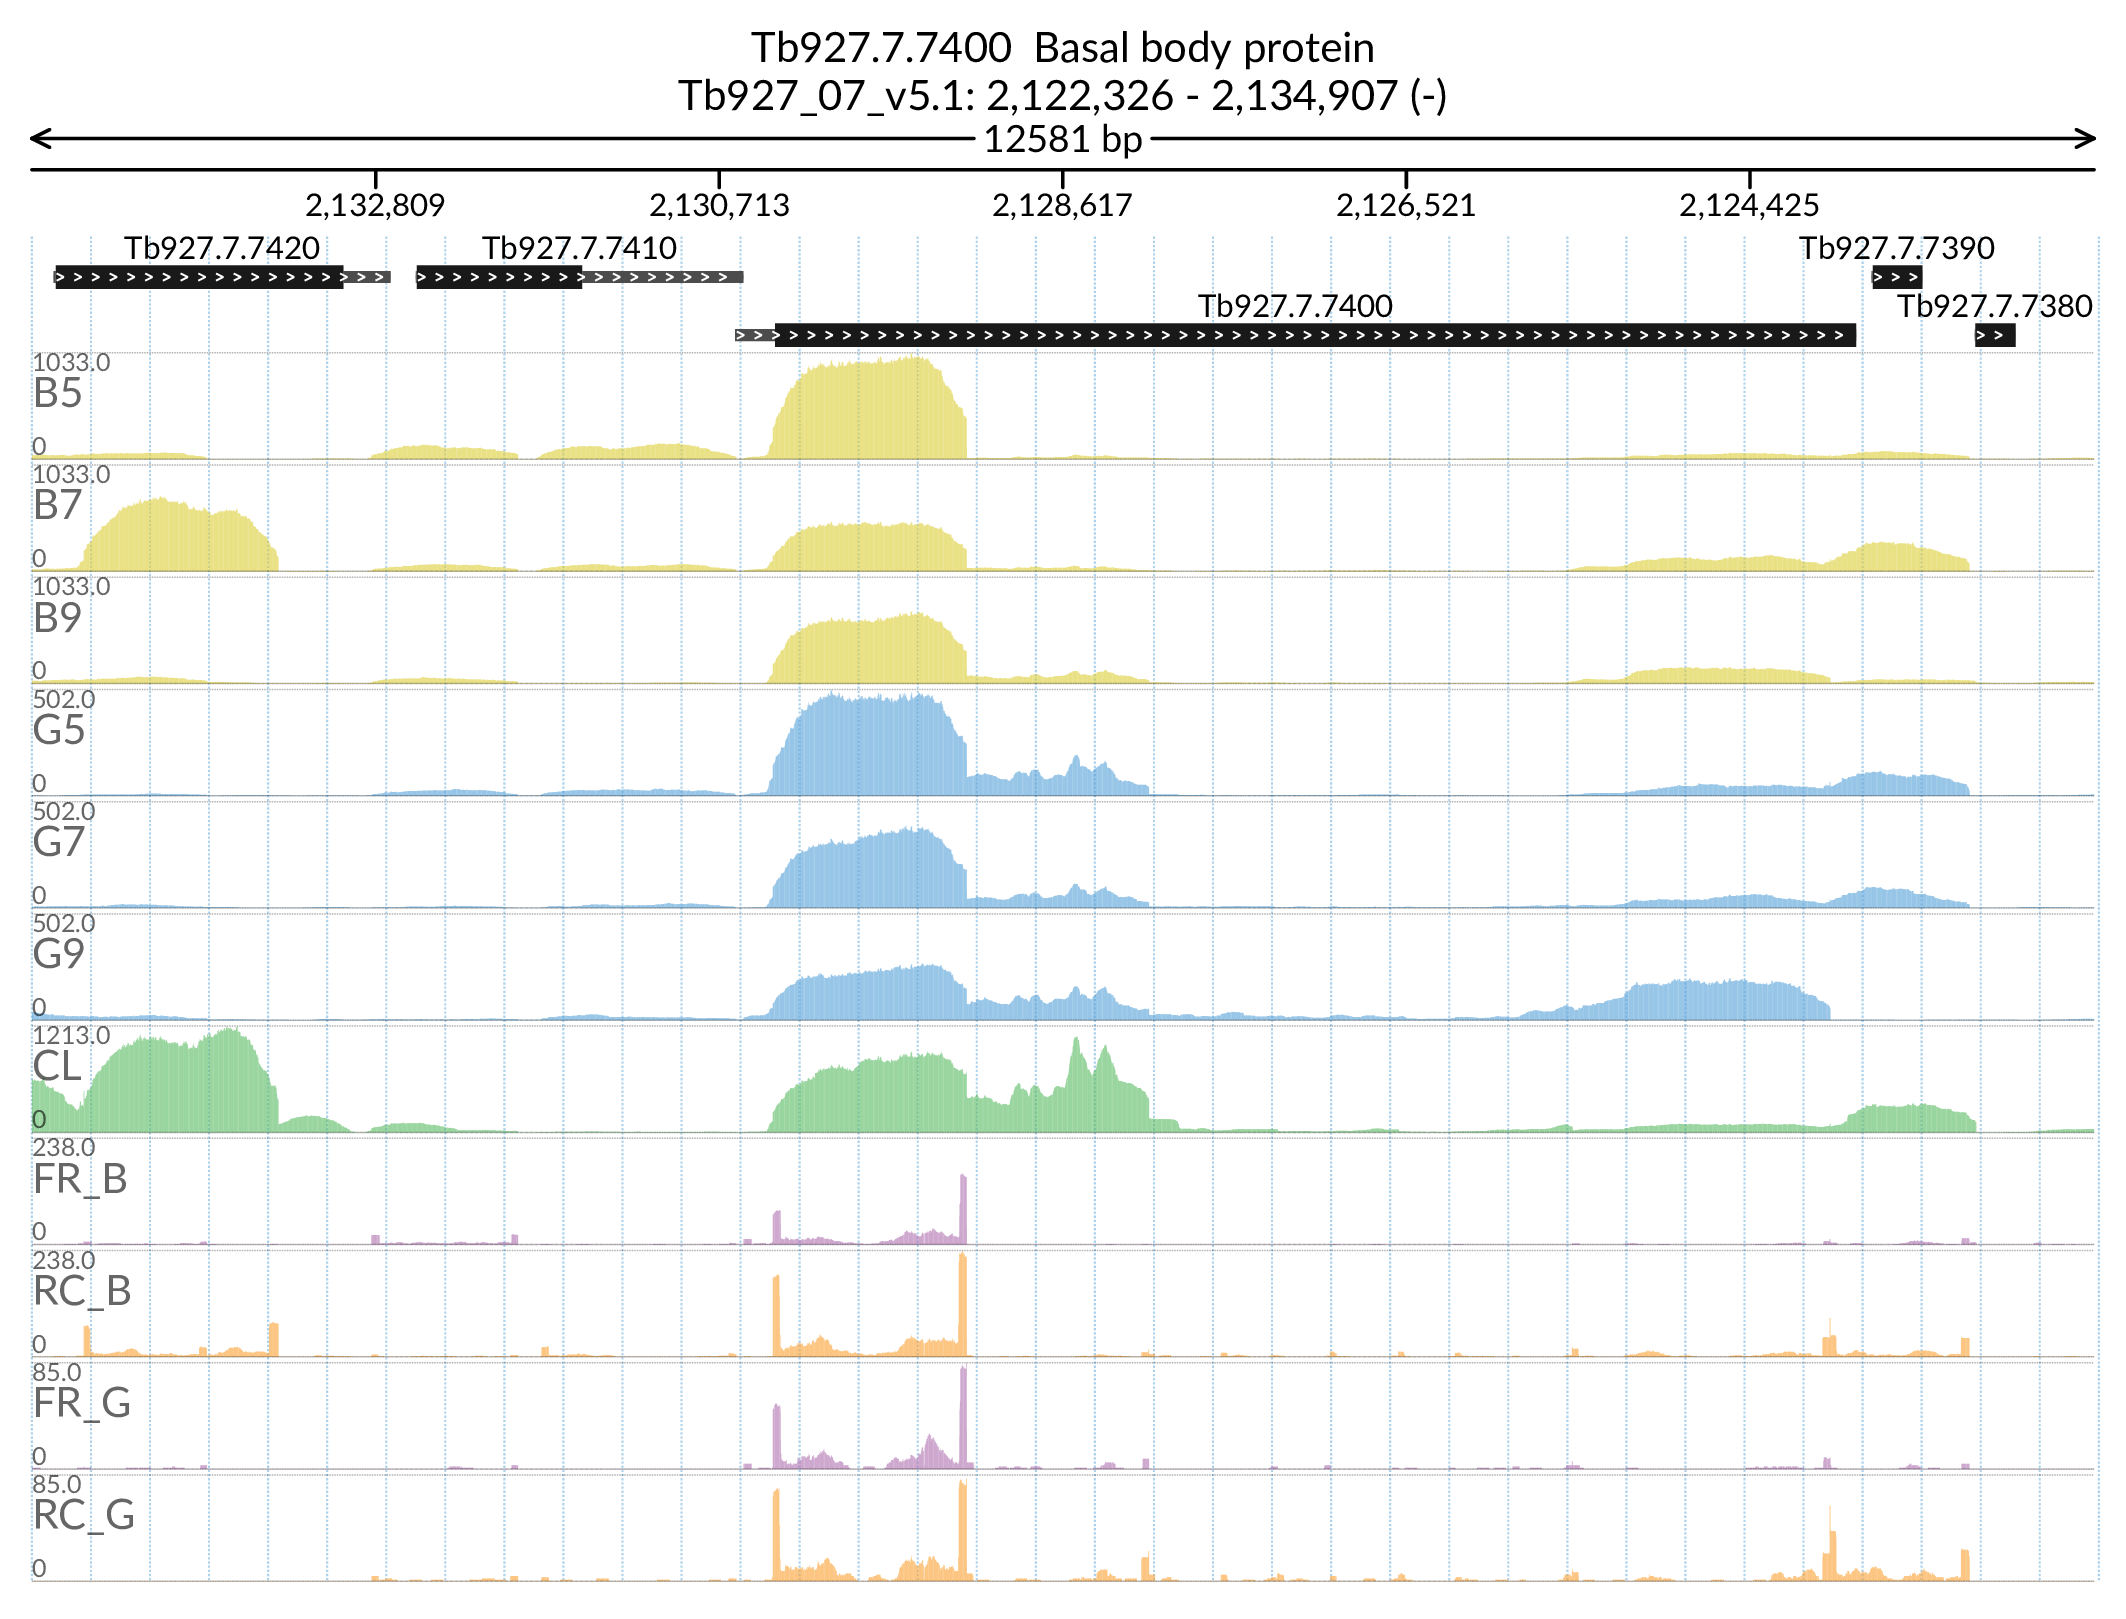 Tb927.7.7400  Basal body protein
Tb927_07_v5.1: 2,122,326 - 2,134,907 (-)
12581 bp
2,132,809 2,130,713 2,128,617 2,126,521 2,124,425
Tb927.7.7420 Tb927.7.7410 Tb927.7.7390
Tb927.7.7400 Tb927.7.7380
1033.0
B5
0
1033.0
B7
0
1033.0
B9
0
502.0
G5
0
502.0
G7
0
502.0
G9
0
1213.0
CL
0
238.0
FR_B
0
238.0
RC_B
0
85.0
FR_G
0
85.0
RC_G
0